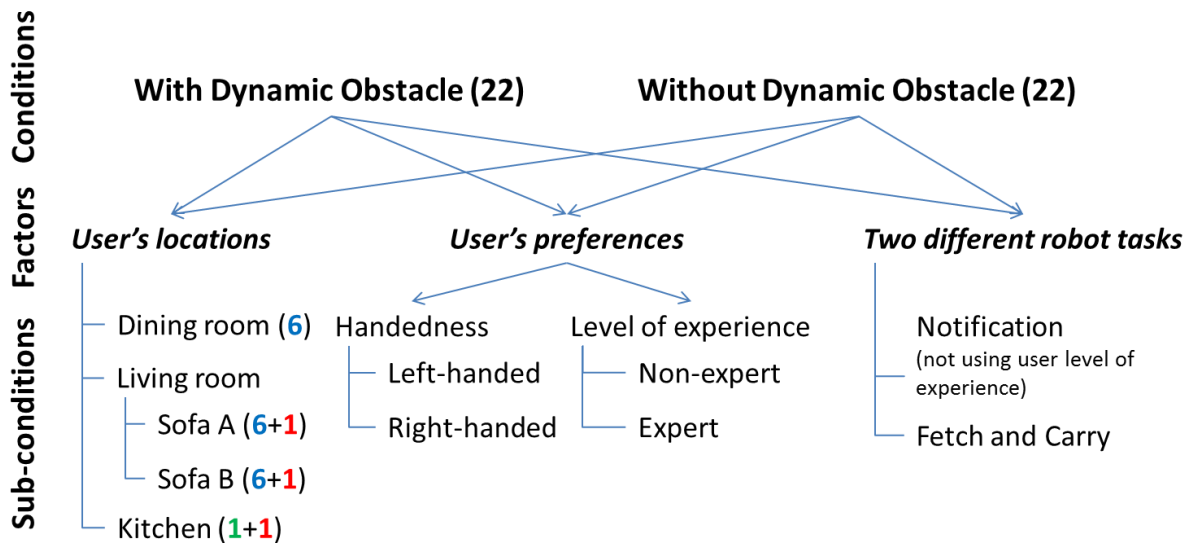 Conditions
With Dynamic Obstacle (22)
Without Dynamic Obstacle (22)
Factors
User's locations
User's preferences
Two different robot tasks
Sub-conditions
Dining room (6)
Living room
Sofa A (6+1)
Sofa B (6+1)
Kitchen (1+1)
Handedness
Left-handed
Right-handed
Level of experience
Non-expert
Expert
Notification
(not using user level of
experience)
Fetch and Carry